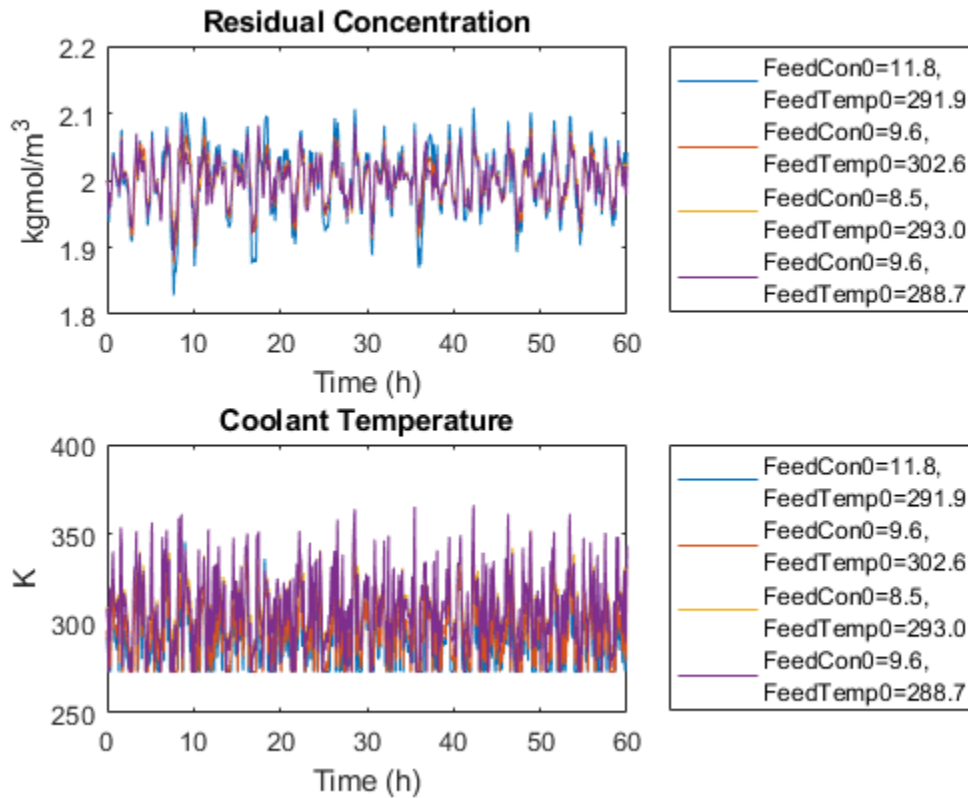 Residual Concentration
2.2
2.1
2
1.9
1.8
kgmol/m³
0 10 20 30 40 50 60
Time (h)
FeedCon0=11.8,
FeedTemp0=291.9
FeedCon0=9.6,
FeedTemp0=302.6
FeedCon0=8.5,
FeedTemp0=293.0
FeedCon0=9.6,
FeedTemp0=288.7
Coolant Temperature
400
350
300
250
K
0 10 20 30 40 50 60
Time (h)
FeedCon0=11.8,
FeedTemp0=291.9
FeedCon0=9.6,
FeedTemp0=302.6
FeedCon0=8.5,
FeedTemp0=293.0
FeedCon0=9.6,
FeedTemp0=288.7